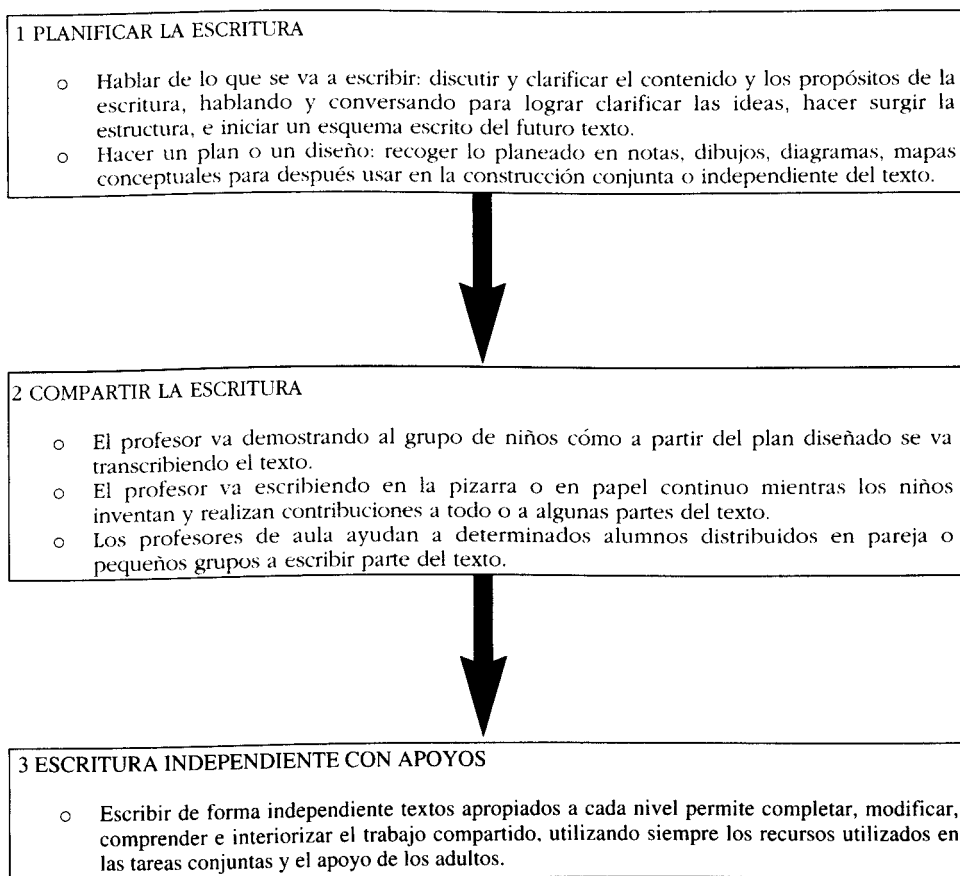 1 PLANIFICAR LA ESCRITURA
o Hablar de lo que se va a escribir: discutir y clarificar el contenido y los propósitos de la
escritura, hablando y conversando para lograr clarificar las ideas, hacer surgir la
estructura, e iniciar un esquema escrito del futuro texto.
o Hacer un plan o un diseño: recoger lo planeado en notas, dibujos, diagramas, mapas
conceptuales para después usar en la construcción conjunta o independiente del texto.
2 COMPARTIR LA ESCRITURA
o El profesor va demostrando al grupo de niños cómo a partir del plan diseñado se va
transcribiendo el texto.
o El profesor va escribiendo en la pizarra o en papel continuo mientras los niños
inventan y realizan contribuciones a todo o a algunas partes del texto.
o Los profesores de aula ayudan a determinados alumnos distribuidos en pareja o
pequeños grupos a escribir parte del texto.
3 ESCRITURA INDEPENDIENTE CON APOYOS
o Escribir de forma independiente textos apropiados a cada nivel permite completar, modificar,
comprender e interiorizar el trabajo compartido, utilizando siempre los recursos utilizados en
las tareas conjuntas y el apoyo de los adultos.